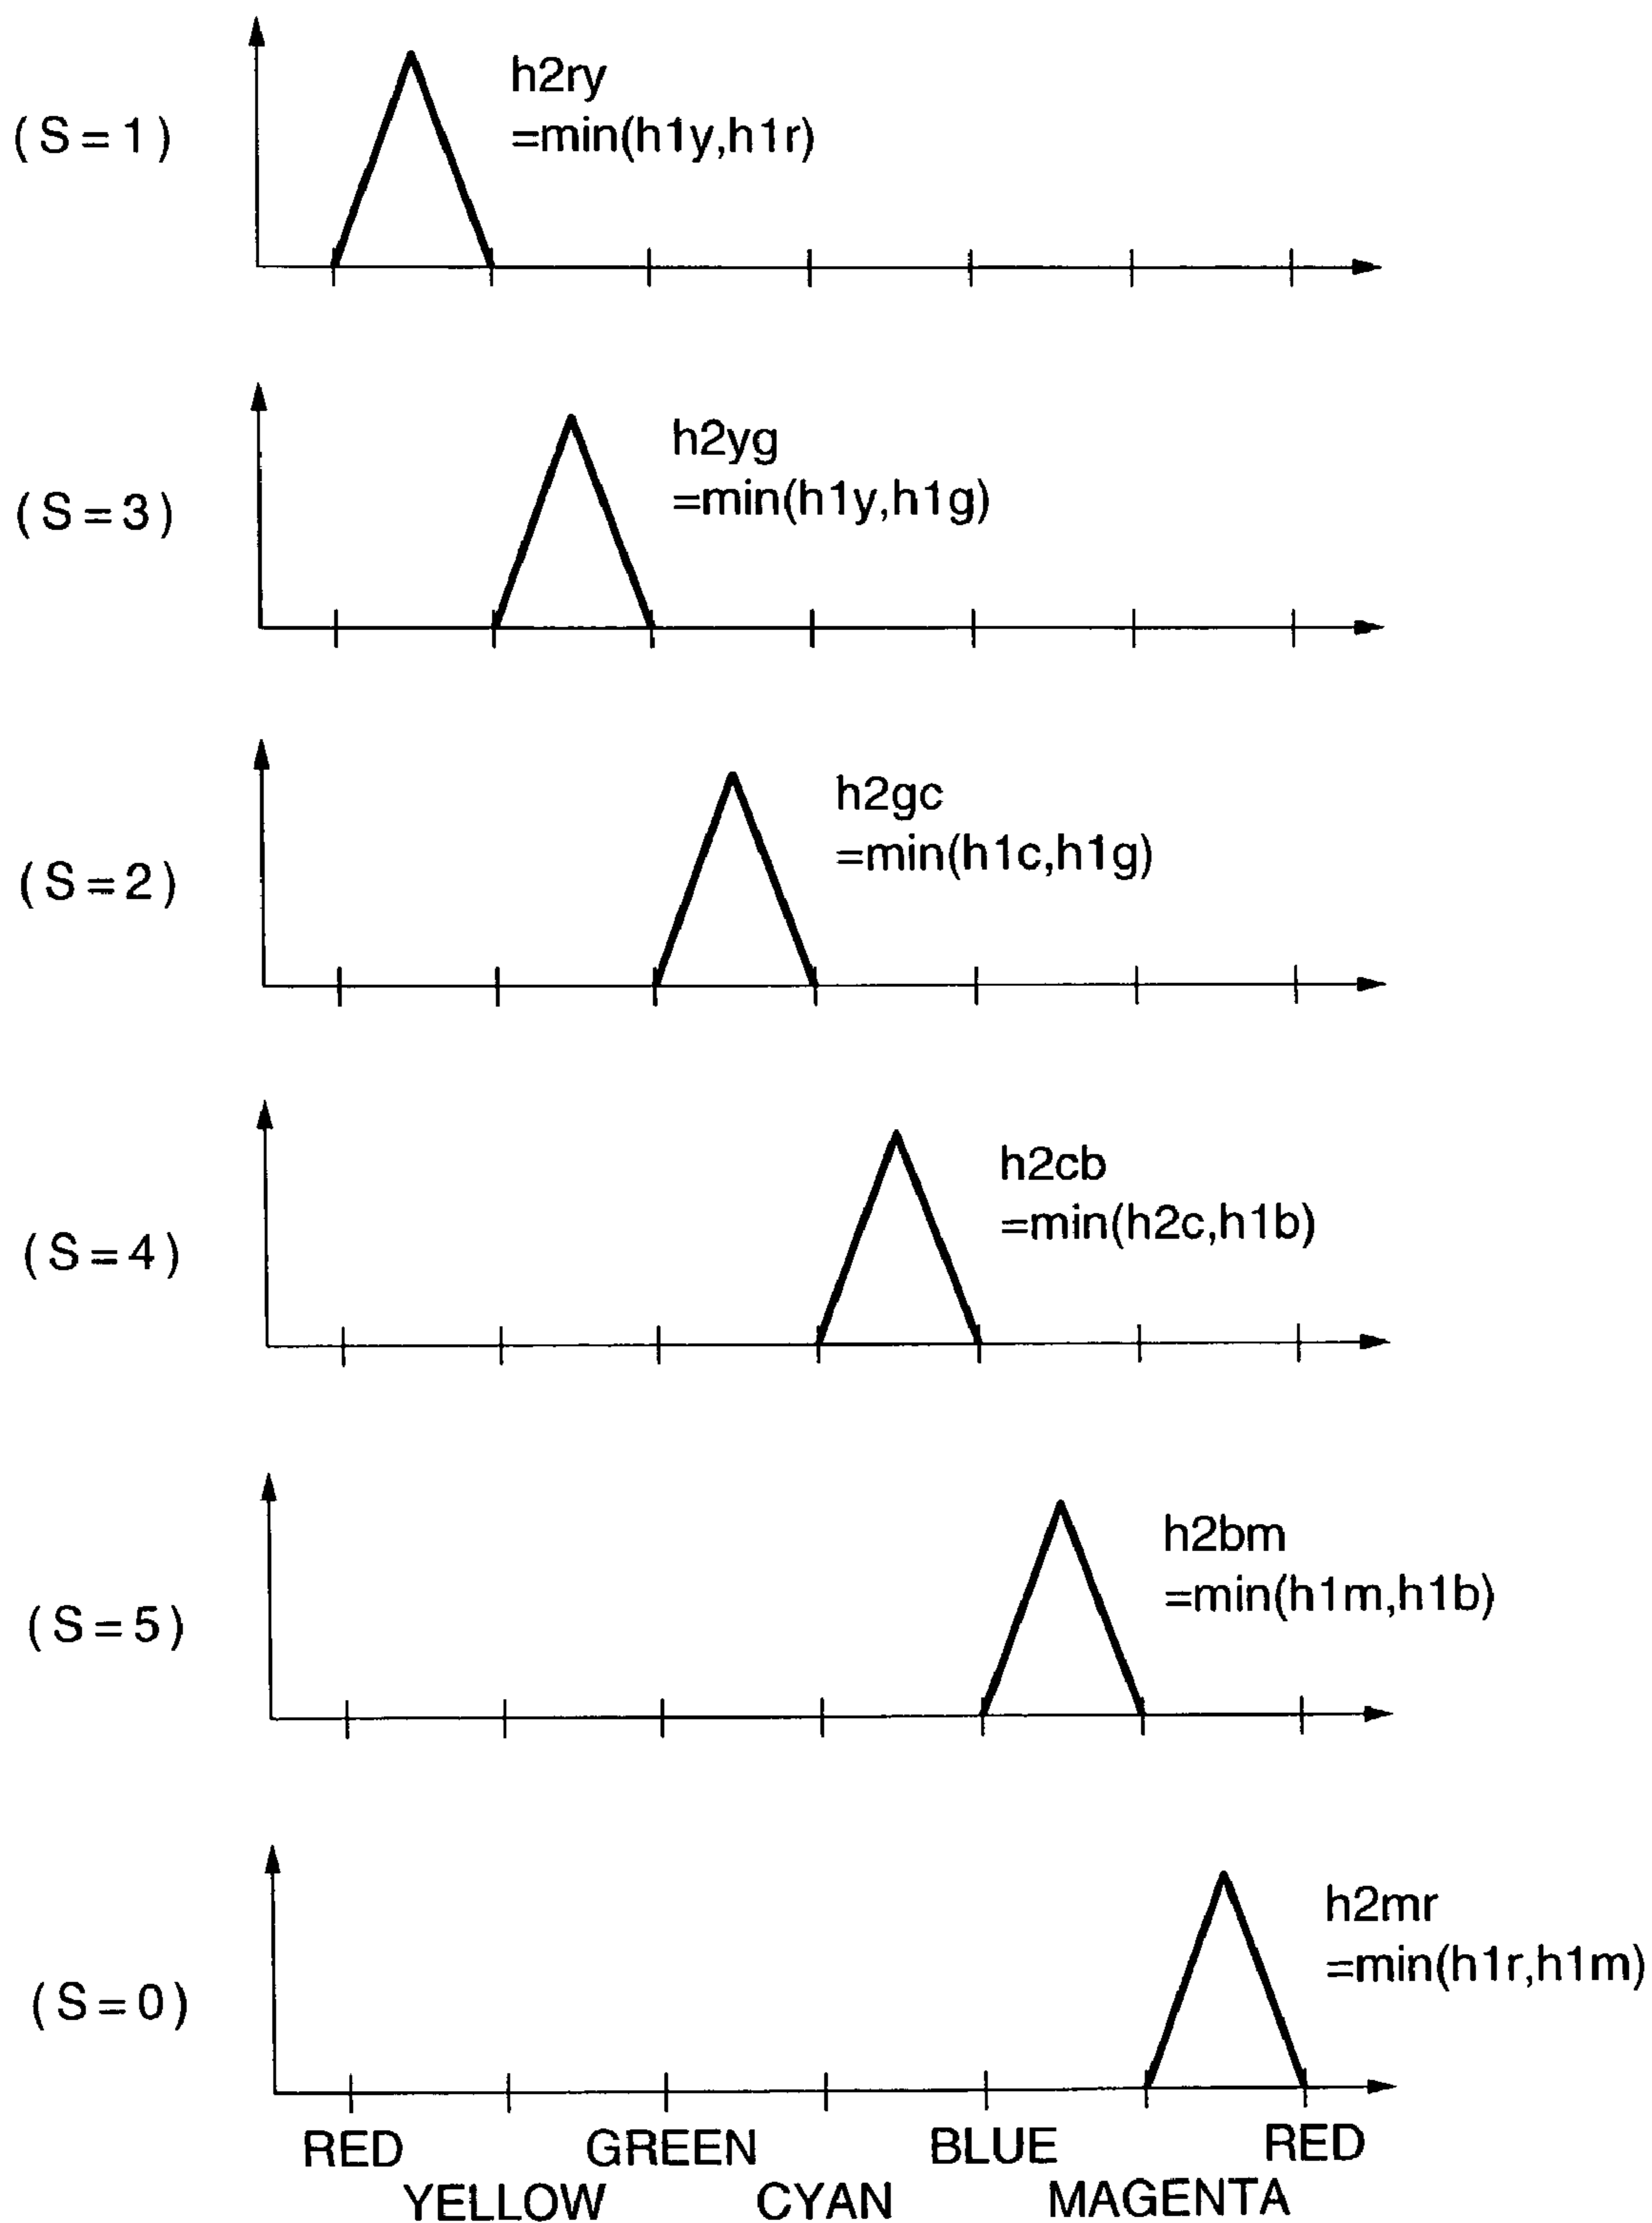 (S=1)
h2ry
=min(h1y,h1r)
(S=3)
h2yg
=min(h1y,h1g)
(S=2)
h2gc
=min(h1c,h1g)
(S=4)
h2cb
=min(h2c,h1b)
(S=5)
h2bm
=min(h1m,h1b)
(S=0)
h2mr
=min(h1r,h1m)
RED GREEN BLUE RED
YELLOW CYAN MAGENTA